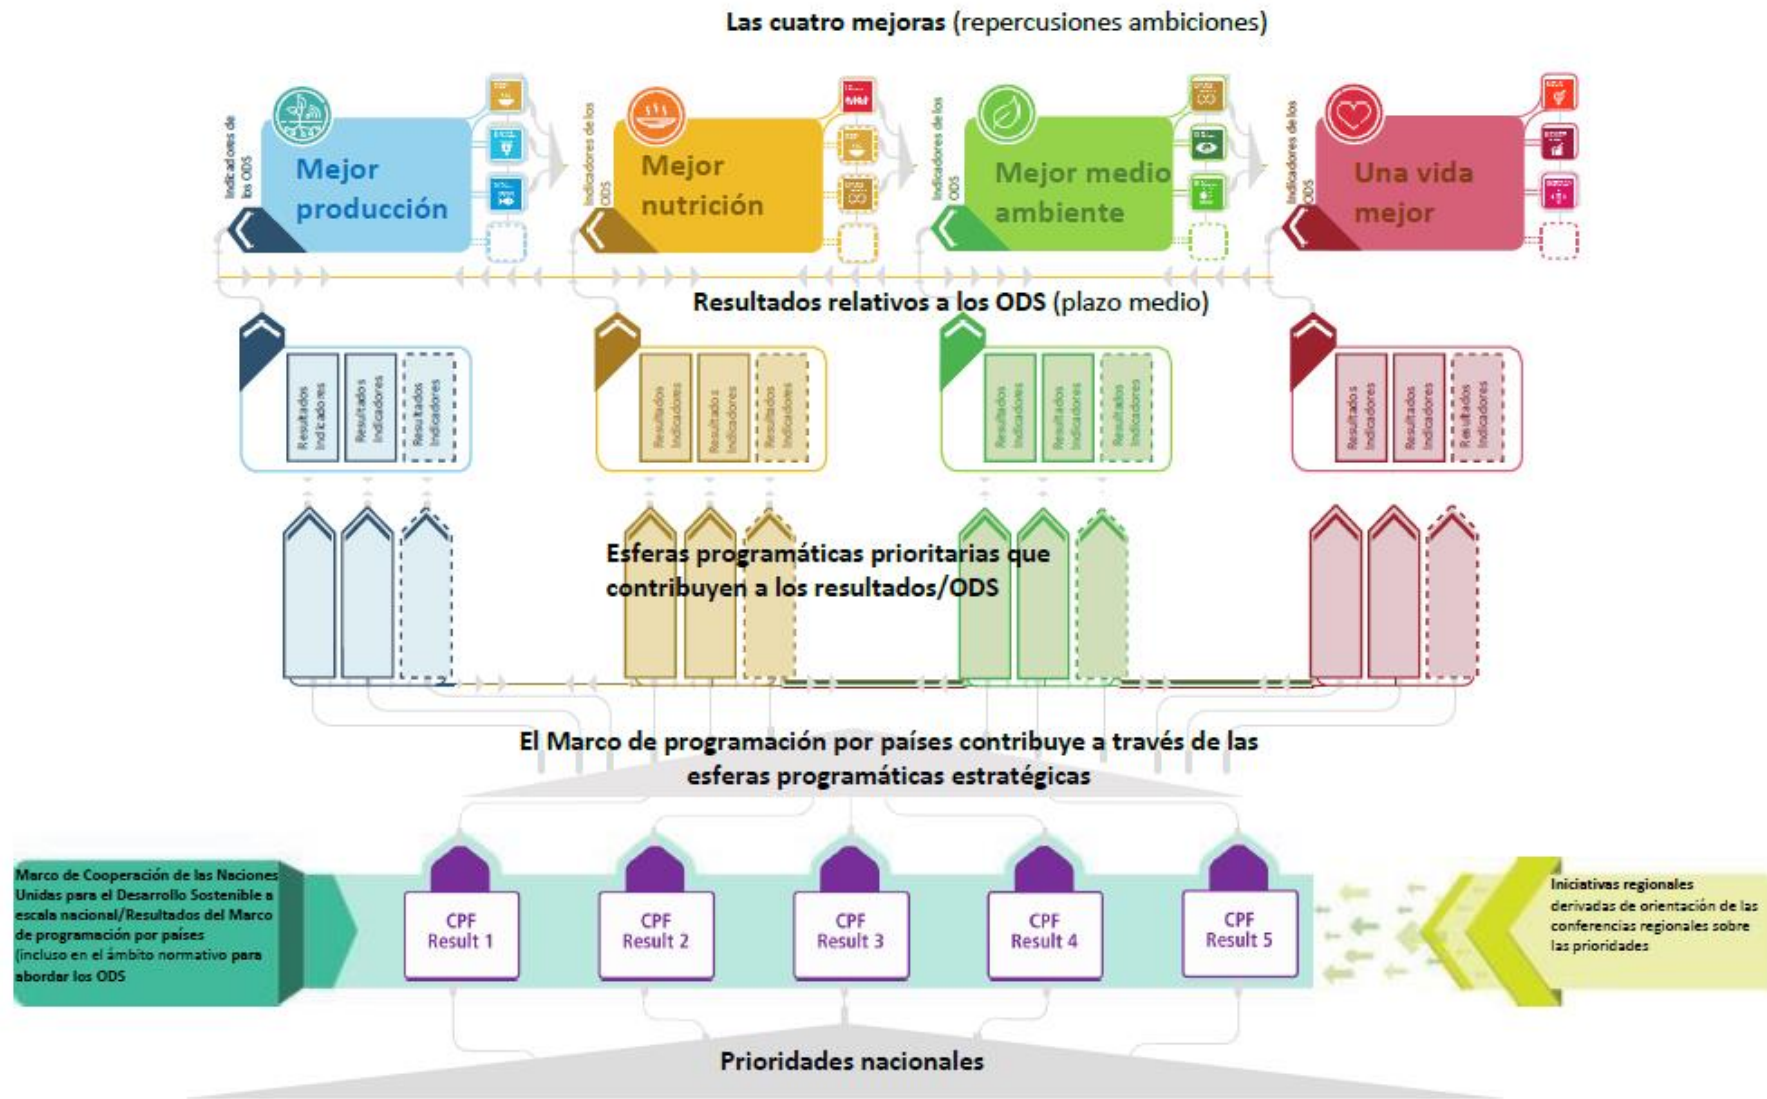 Las cuatro mejoras (repercusiones ambiciones)
Indicadores de
los ODS
Mejor
producción
Indicadores de los
ODS
Mejor
nutrición
Indicadores de los
ODS
Mejor medio
ambiente
Indicadores de los
ODS
Una vida
mejor
Resultados relativos a los ODS (plazo medio)
Resultados
Indicadores
Resultados
Indicadores
Resultados
Indicadores
Resultados
Indicadores
Resultados
Indicadores
Resultados
Indicadores
Resultados
Indicadores
Resultados
Indicadores
Resultados
Indicadores
Resultados
Indicadores
Resultados
Indicadores
Resultados
Indicadores
Esferas programáticas prioritarias que
contribuyen a los resultados/ODS
El Marco de programación por países contribuye a través de las
esferas programáticas estratégicas
Marco de Cooperación de las Naciones
Unidas para el Desarrollo Sostenible a
escala nacional/Resultados del Marco
de programación por países
(incluso en el ámbito normativo para
abordar los ODS
CPF
Result 1
CPF
Result 2
CPF
Result 3
CPF
Result 4
CPF
Result 5
Iniciativas regionales
derivadas de orientación de las
conferencias regionales sobre
las prioridades
Prioridades nacionales